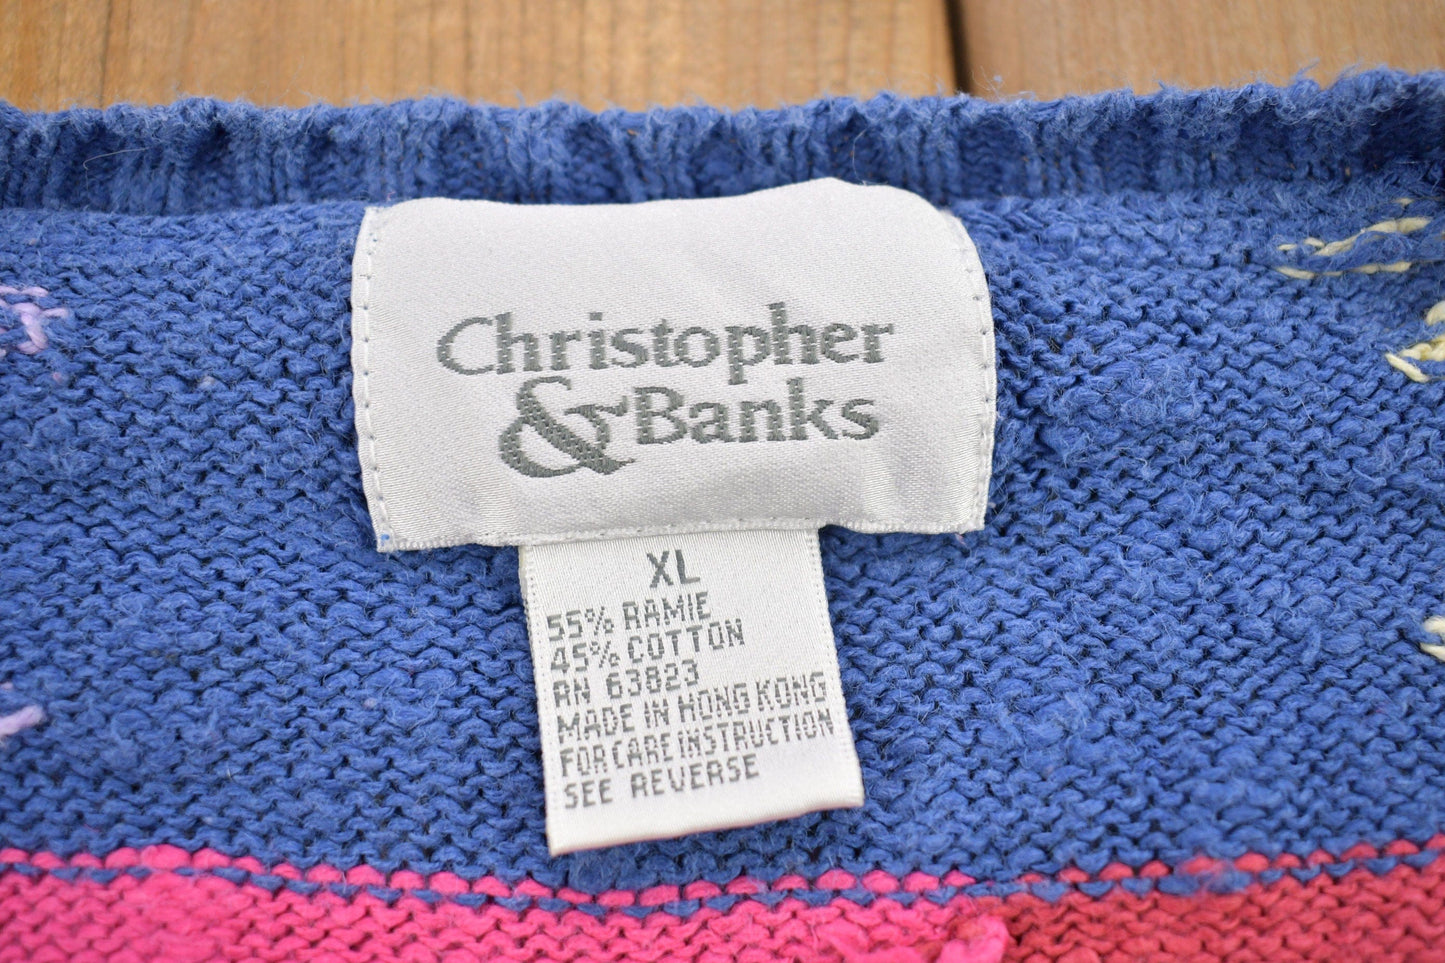 Christopher
& Banks
XL
55% RAMIE
45% COTTON
RN 63823
MADE IN HONG KONG
FOR CARE INSTRUCTION
SEE REVERSE